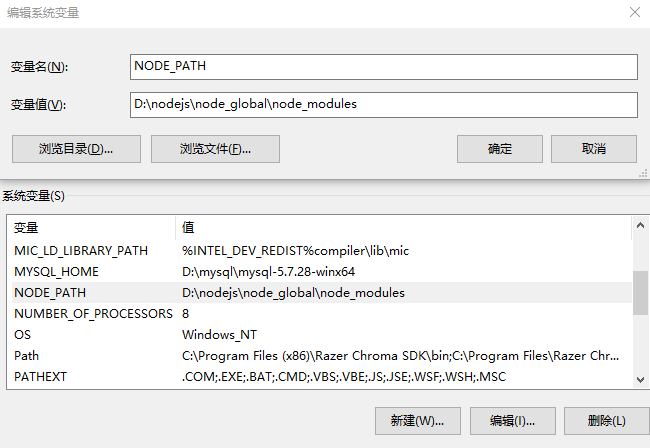 编辑系统变量
变量名(N): NODE_PATH
变量值(V): D:\nodejs\node_global\node_modules
浏览目录(D)... 浏览文件(F)... 确定 取消
系统变量(S)
变量 值
MIC_LD_LIBRARY_PATH %INTEL_DEV_REDIST%compiler\lib\mic
MYSQL_HOME D:\mysql\mysql-5.7.28-winx64
NODE_PATH D:\nodejs\node_global\node_modules
NUMBER_OF_PROCESSORS 8
OS Windows_NT
Path C:\Program Files (x86)\Razer Chroma SDK\bin;C:\Program Files\Razer Chr...
PATHEXT .COM;.EXE;.BAT;.CMD;.VBS;.VBE;.JS;.JSE;.WSF;.WSH;.MSC
新建(W)... 编辑(I)... 删除(L)